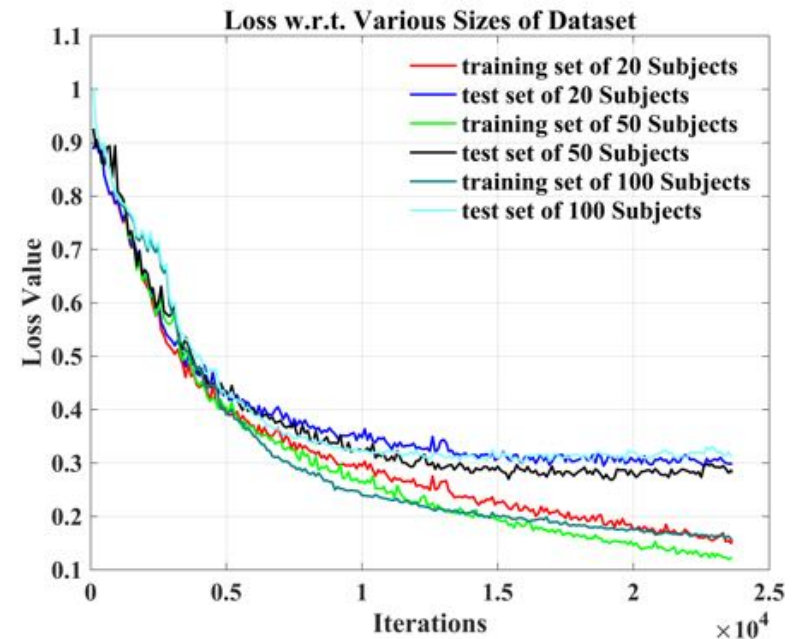 Loss w.r.t. Various Sizes of Dataset
1.1
1
0.9
0.8
0.7
0.6
0.5
0.4
0.3
0.2
0.1
Loss Value
training set of 20 Subjects
test set of 20 Subjects
training set of 50 Subjects
test set of 50 Subjects
training set of 100 Subjects
test set of 100 Subjects
0 0.5 1 1.5 2 2.5
Iterations
×10⁴